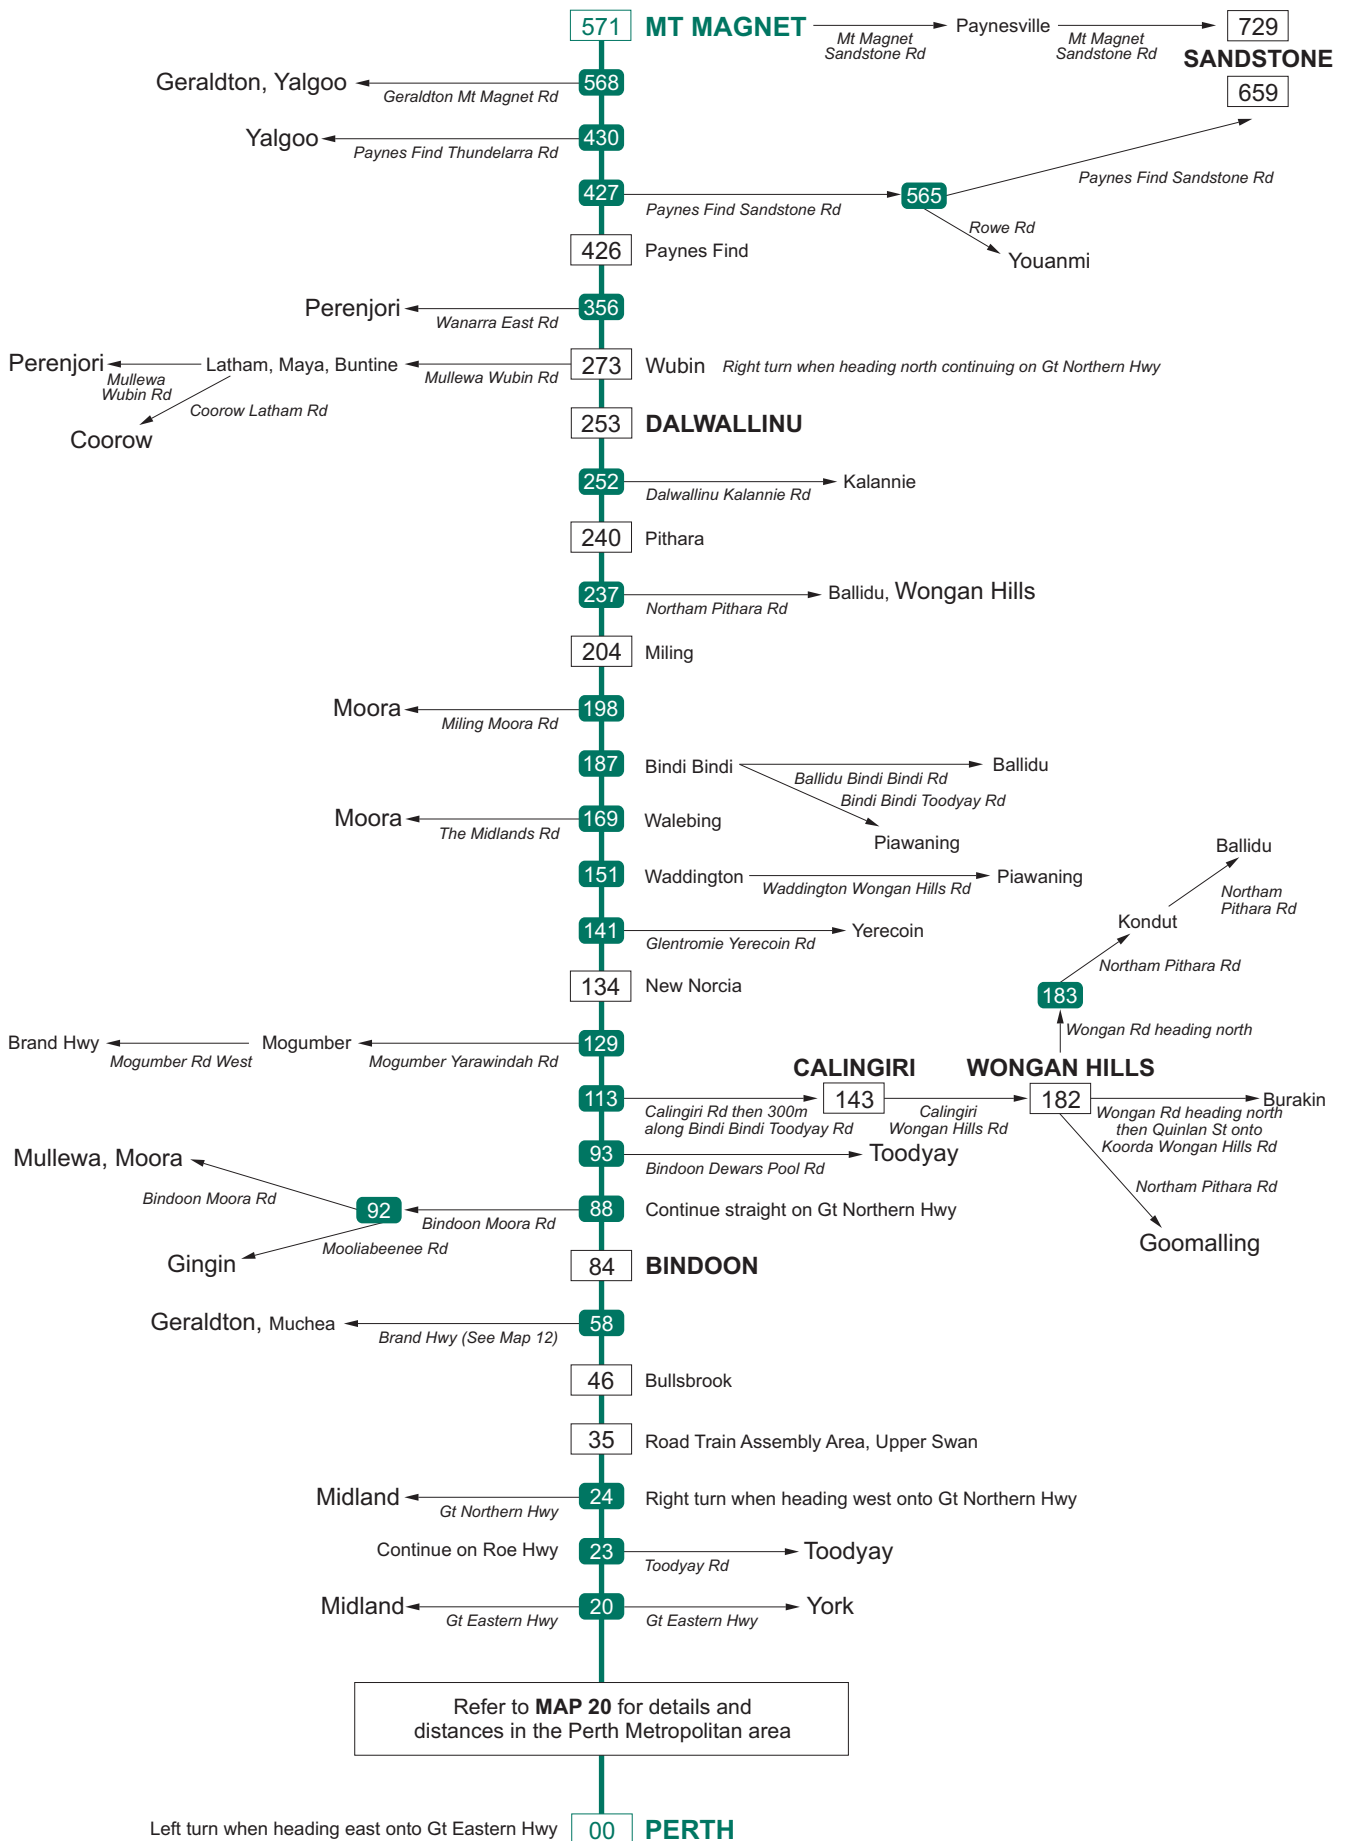 571 MT MAGNET
Mt Magnet
Sandstone Rd
Paynesville
Mt Magnet
Sandstone Rd
729
SANDSTONE
659
Geraldton, Yalgoo
Geraldton Mt Magnet Rd
568
Yalgoo
Paynes Find Thundelarra Rd
430
427
Paynes Find Sandstone Rd
565
Paynes Find Sandstone Rd
Rowe Rd
Youanmi
426 Paynes Find
Perenjori
Wanarra East Rd
356
Perenjori
Mullewa
Wubin Rd
Latham, Maya, Buntine
Mullewa Wubin Rd
273 Wubin Right turn when heading north continuing on Gt Northern Hwy
Coorow Latham Rd
Coorow
253 DALWALLINU
252
Dalwallinu Kalannie Rd
Kalannie
240 Pithara
237
Northam Pithara Rd
Ballidu, Wongan Hills
204 Miling
Moora
Miling Moora Rd
198
187 Bindi Bindi
Ballidu Bindi Bindi Rd
Ballidu
Bindi Bindi Toodyay Rd
Piawaning
Moora
The Midlands Rd
169 Walebing
151 Waddington
Waddington Wongan Hills Rd
Piawaning
Ballidu
Northam
Pithara Rd
Kondut
Northam Pithara Rd
183
Wongan Rd heading north
141
Glentromie Yerecoin Rd
Yerecoin
134 New Norcia
Brand Hwy
Mogumber Rd West
Mogumber
Mogumber Yarawindah Rd
129
113
Calingiri Rd then 300m
along Bindi Bindi Toodyay Rd
CALINGIRI
143
Calingiri
Wongan Hills Rd
WONGAN HILLS
182
Wongan Rd heading north
then Quinlan St onto
Koorda Wongan Hills Rd
Burakin
Northam Pithara Rd
Goomalling
93
Bindoon Dewars Pool Rd
Toodyay
Mullewa, Moora
Bindoon Moora Rd
92
Bindoon Moora Rd
88 Continue straight on Gt Northern Hwy
Mooliabeenee Rd
Gingin
84 BINDOON
Geraldton, Muchea
Brand Hwy (See Map 12)
58
46 Bullsbrook
35 Road Train Assembly Area, Upper Swan
Midland
Gt Northern Hwy
24 Right turn when heading west onto Gt Northern Hwy
Continue on Roe Hwy 23
Toodyay Rd
Toodyay
Midland
Gt Eastern Hwy
20
Gt Eastern Hwy
York
Refer to MAP 20 for details and
distances in the Perth Metropolitan area
Left turn when heading east onto Gt Eastern Hwy 00 PERTH